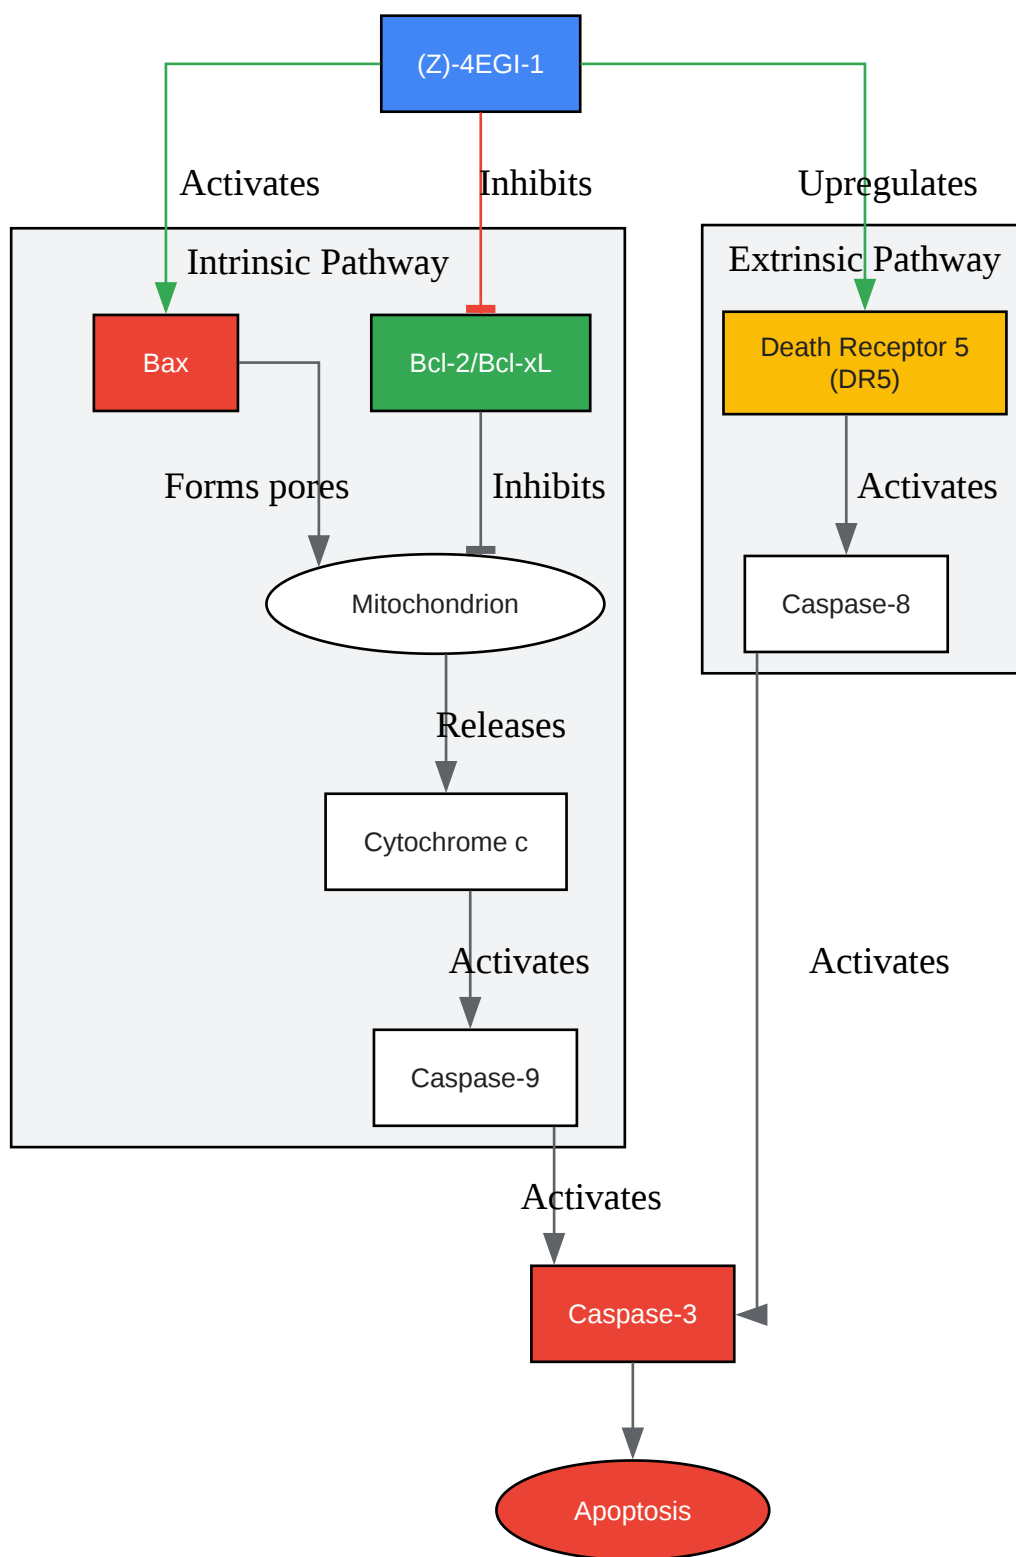 (Z)-4EGI-1
Activates
Inhibits
Upregulates
Intrinsic Pathway
Extrinsic Pathway
Bax
Bcl-2/Bcl-xL
Death Receptor 5
(DR5)
Forms pores
Inhibits
Activates
Mitochondrion
Caspase-8
Releases
Cytochrome c
Activates
Activates
Caspase-9
Activates
Caspase-3
Apoptosis